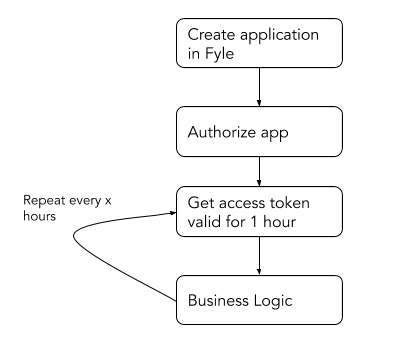 Create application
in Fyle
Authorize app
Repeat every x
hours
Get access token
valid for 1 hour
Business Logic